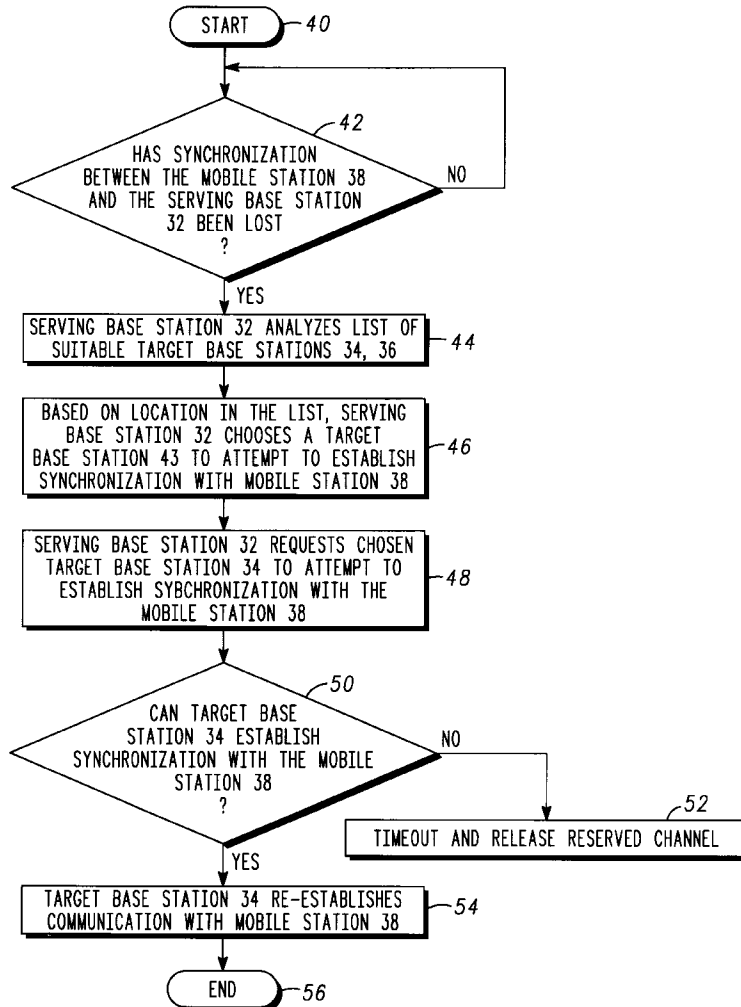 START
40
42
HAS SYNCHRONIZATION
BETWEEN THE MOBILE STATION 38
AND THE SERVING BASE STATION
32 BEEN LOST
?
NO
YES
SERVING BASE STATION 32 ANALYZES LIST OF
SUITABLE TARGET BASE STATIONS 34, 36
44
BASED ON LOCATION IN THE LIST, SERVING
BASE STATION 32 CHOOSES A TARGET
BASE STATION 43 TO ATTEMPT TO ESTABLISH
SYNCHRONIZATION WITH MOBILE STATION 38
46
SERVING BASE STATION 32 REQUESTS CHOSEN
TARGET BASE STATION 34 TO ATTEMPT TO
ESTABLISH SYBCHRONIZATION WITH THE
MOBILE STATION 38
48
50
CAN TARGET BASE
STATION 34 ESTABLISH
SYNCHRONIZATION WITH THE MOBILE
STATION 38
?
NO
52
TIMEOUT AND RELEASE RESERVED CHANNEL
YES
TARGET BASE STATION 34 RE-ESTABLISHES
COMMUNICATION WITH MOBILE STATION 38
54
END
56